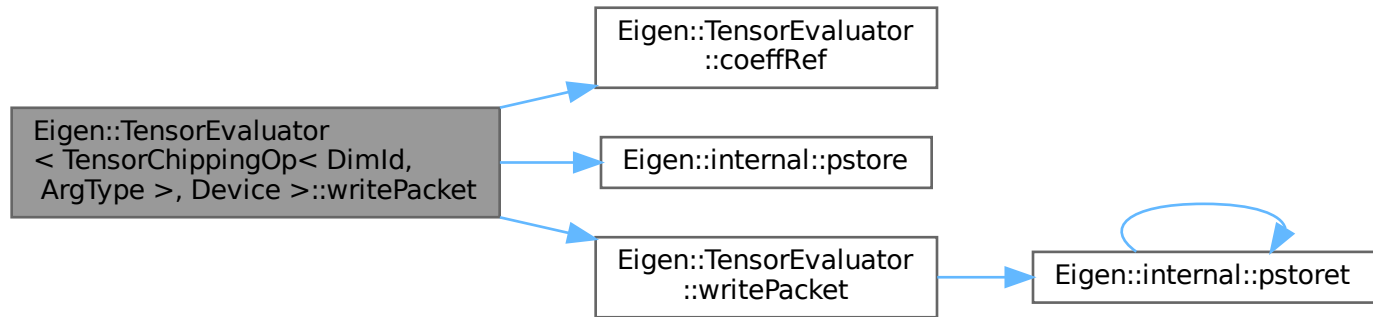 Eigen::TensorEvaluator
< TensorChippingOp< DimId,
ArgType >, Device >::writePacket
Eigen::TensorEvaluator
::coeffRef
Eigen::internal::pstore
Eigen::TensorEvaluator
::writePacket
Eigen::internal::pstoret